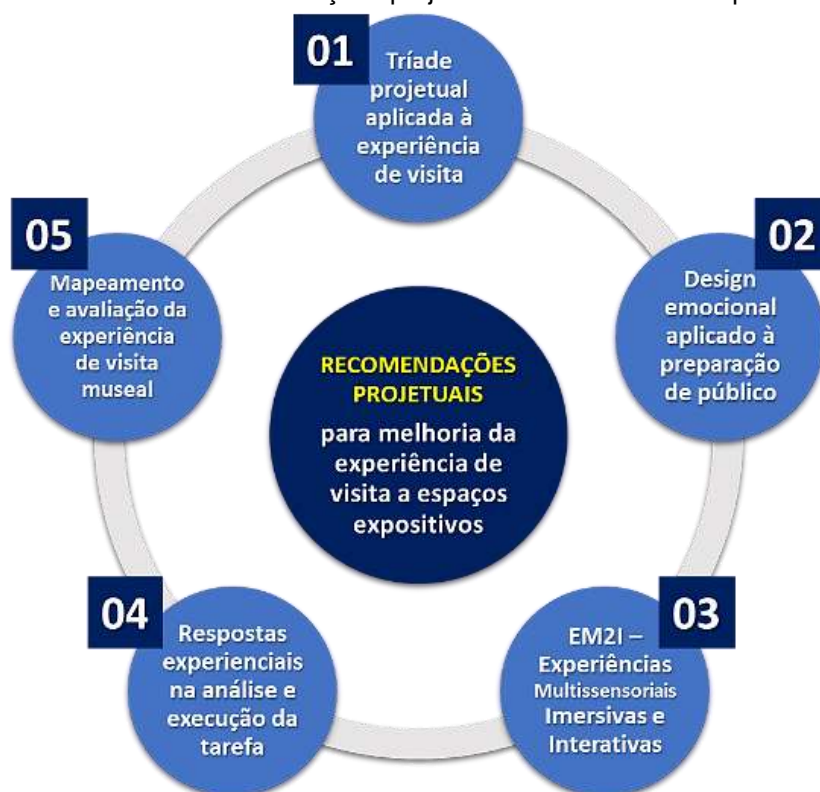 01
Tríade
projetual
aplicada à
experiência
de visita
02
Design
emocional
aplicado à
preparação
de público
03
EM2I –
Experiências
Multissensoriais
Imersivas e
Interativas
04
Respostas
experienciais
na análise e
execução da
tarefa
05
Mapeamento
e avaliação da
experiência
de visita
museal
RECOMENDAÇÕES
PROJETUAIS
para melhoria da
experiência de
visita a espaços
expositivos